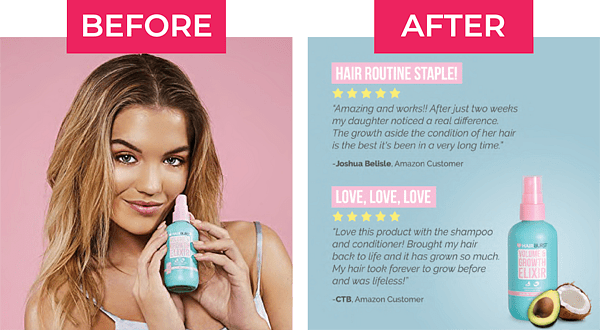 BEFORE
AFTER
HAIR ROUTINE STAPLE!
"Amazing and works!! After just two weeks
my daughter noticed a real difference.
The growth aside the condition of her hair
is the best it's been in a very long time."
-Joshua Belisle, Amazon Customer
LOVE, LOVE, LOVE
"Love this product with the shampoo
and conditioner! Brought my hair
back to life and it has grown so much.
My hair took forever to grow before
and was lifeless!"
-CTB, Amazon Customer
HAIRBURST
VOLUME &
GROWTH
ELIXIR